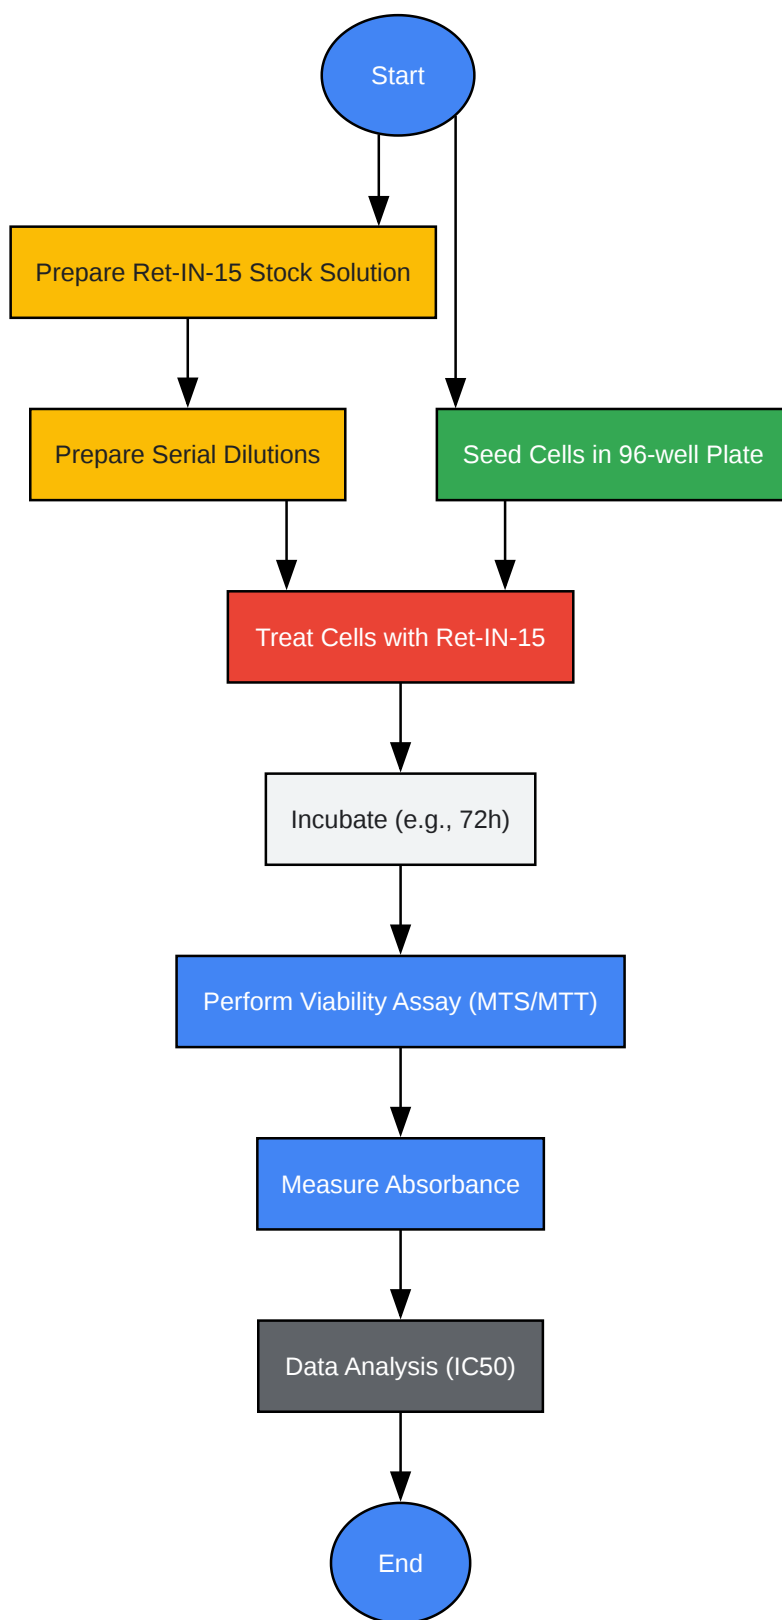 Start
Prepare Ret-IN-15 Stock Solution
Prepare Serial Dilutions
Seed Cells in 96-well Plate
Treat Cells with Ret-IN-15
Incubate (e.g., 72h)
Perform Viability Assay (MTS/MTT)
Measure Absorbance
Data Analysis (IC50)
End